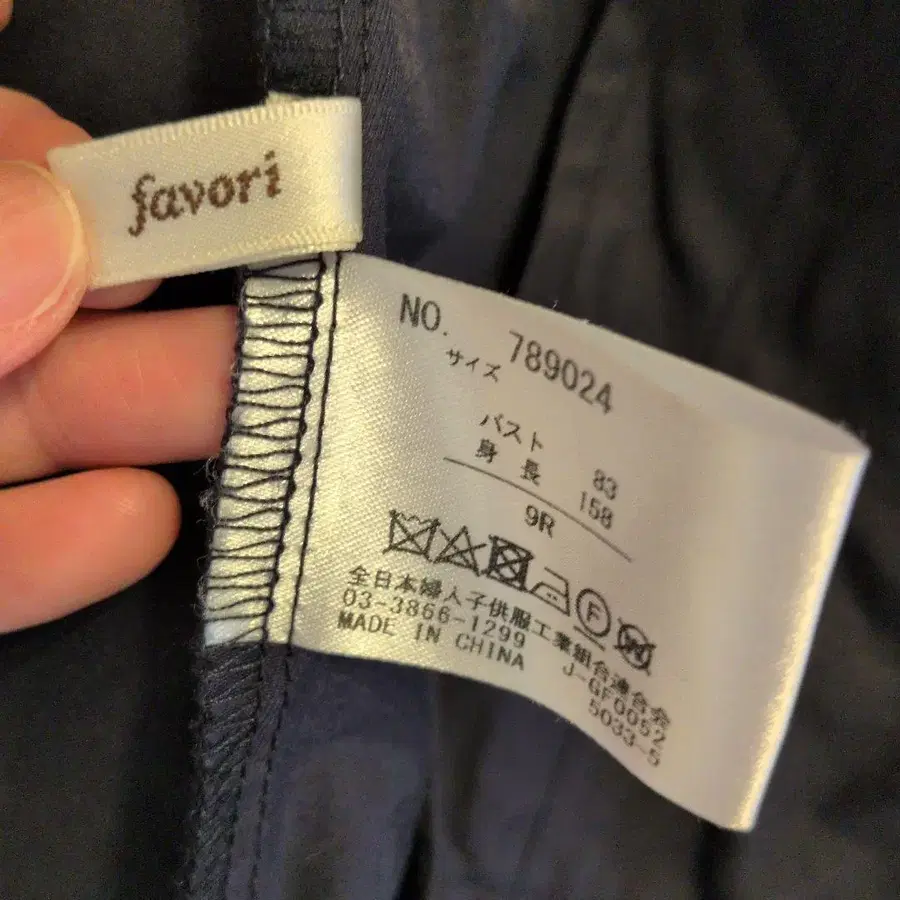 favori
NO. 789024
サイズ
バスト 83
身長 158
9R
F
W
全日本婦人子供服工業組合連合会
03-3866-1299 J-GF0052
MADE IN CHINA 5033-5